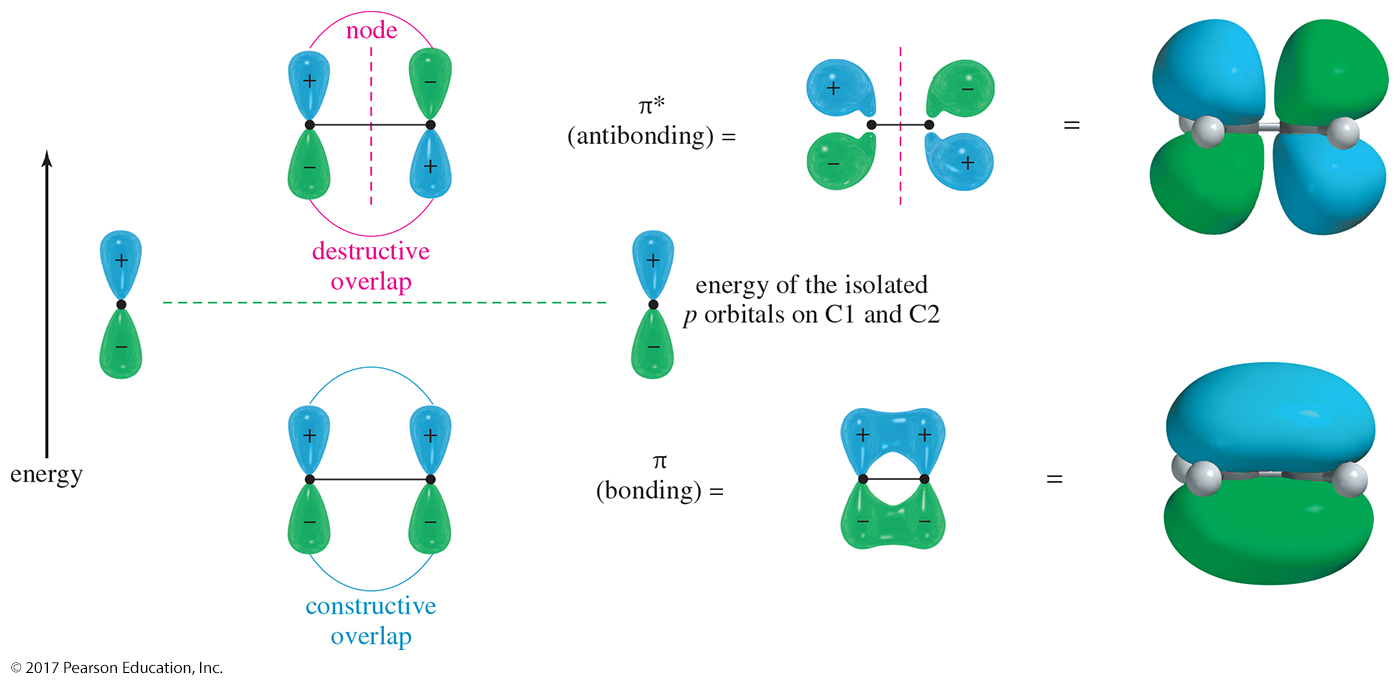 node
+ −
− +
destructive
overlap
π*
(antibonding) =
+ −
− +
=
+
−
+
−
energy of the isolated
p orbitals on C1 and C2
energy
+ +
− −
constructive
overlap
π
(bonding) =
+ +
− −
=
© 2017 Pearson Education, Inc.